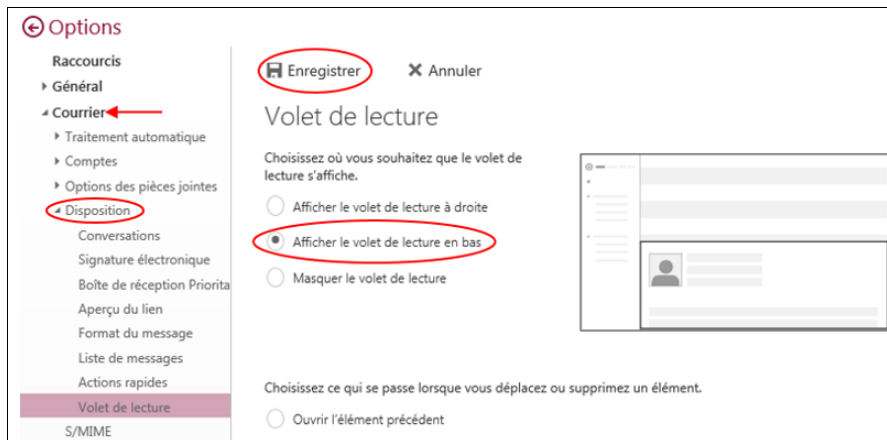 Options
Raccourcis
Général
Courrier
Traitement automatique
Comptes
Options des pièces jointes
Disposition
Conversations
Signature électronique
Boîte de réception Priorita
Aperçu du lien
Format du message
Liste de messages
Actions rapides
Volet de lecture
S/MIME
Enregistrer
Annuler
Volet de lecture
Choisissez où vous souhaitez que le volet de
lecture s'affiche.
Afficher le volet de lecture à droite
Afficher le volet de lecture en bas
Masquer le volet de lecture
Choisissez ce qui se passe lorsque vous déplacez ou supprimez un élément.
Ouvrir l'élément précédent